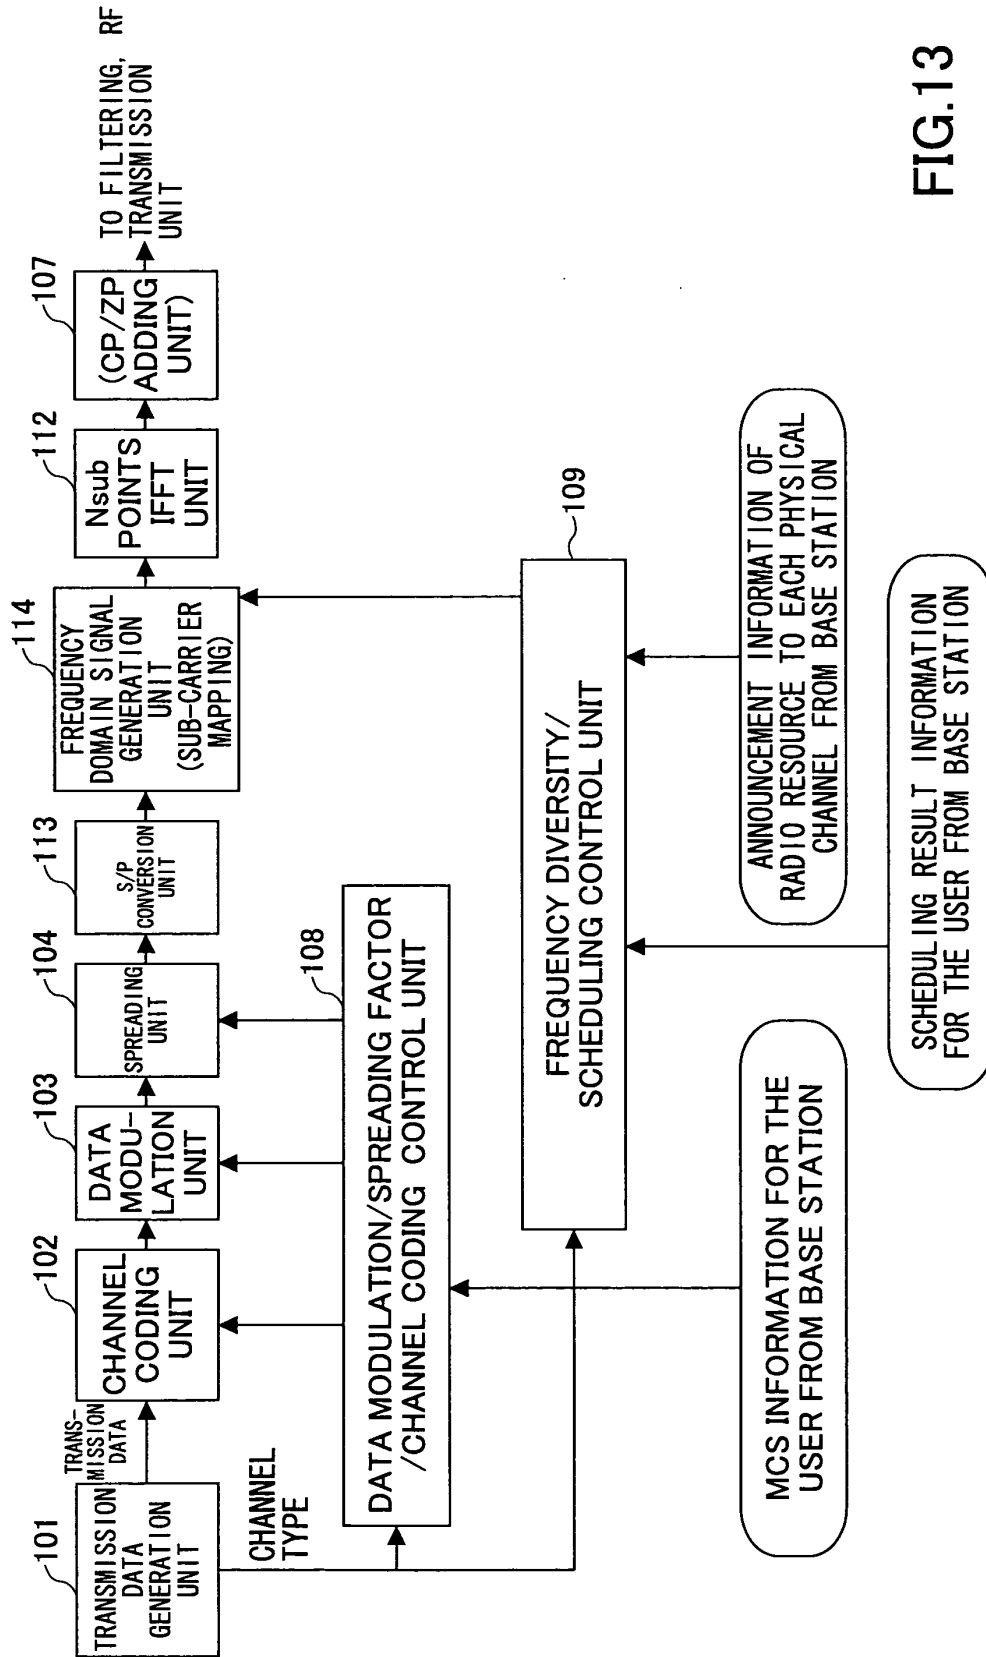 101
TRANSMISSION
DATA
GENERATION
UNIT
TRANS-
MISSION
DATA
102
CHANNEL
CODING
UNIT
103
DATA
MODU-
LATION
UNIT
104
SPREADING
UNIT
113
S/P
CONVERSION
UNIT
114
FREQUENCY
DOMAIN SIGNAL
GENERATION
UNIT
(SUB-CARRIER
MAPPING)
112
Nsub
POINTS
IFFT
UNIT
107
(CP/ZP
ADDING
UNIT)
TO FILTERING, RF
TRANSMISSION
UNIT
CHANNEL
TYPE
108
DATA MODULATION/SPREADING FACTOR
/CHANNEL CODING CONTROL UNIT
109
FREQUENCY DIVERSITY/
SCHEDULING CONTROL UNIT
MCS INFORMATION FOR THE
USER FROM BASE STATION
ANNOUNCEMENT INFORMATION OF
RADIO RESOURCE TO EACH PHYSICAL
CHANNEL FROM BASE STATION
SCHEDULING RESULT INFORMATION
FOR THE USER FROM BASE STATION
FIG.13